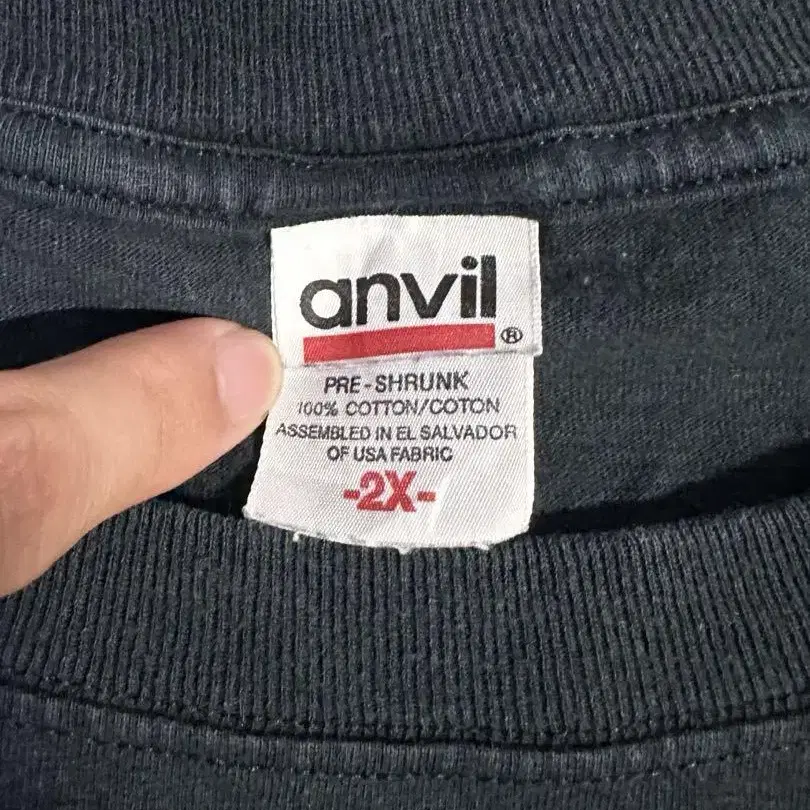 anvil
®
PRE-SHRUNK
100% COTTON/COTON
ASSEMBLED IN EL SALVADOR
OF USA FABRIC
-2X-